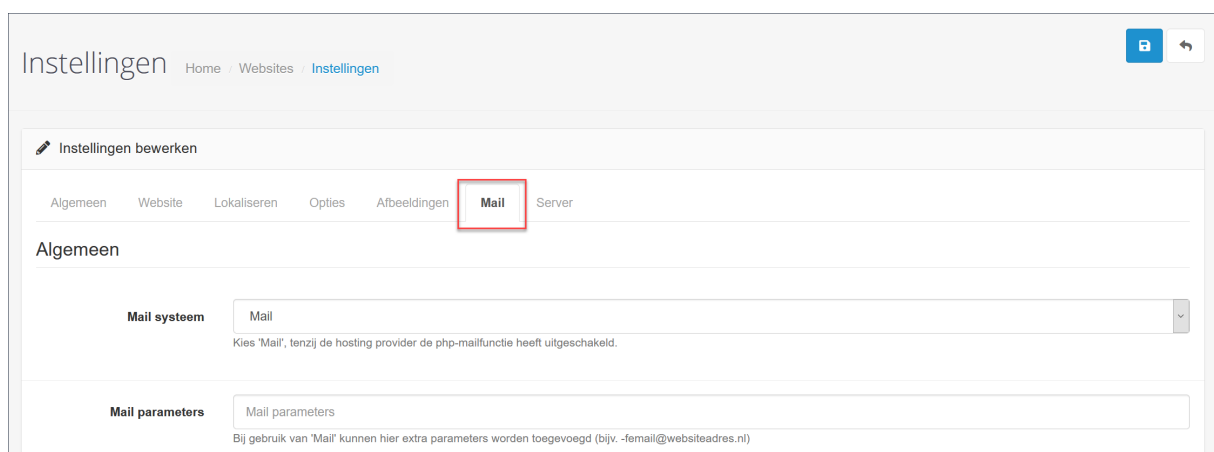 Instellingen Home / Websites / Instellingen
Instellingen bewerken
Algemeen Website Lokaliseren Opties Afbeeldingen Mail Server
Algemeen
Mail systeem Mail
Kies 'Mail', tenzij de hosting provider de php-mailfunctie heeft uitgeschakeld.
Mail parameters Mail parameters
Bij gebruik van 'Mail' kunnen hier extra parameters worden toegevoegd (bijv. -femail@websiteadres.nl)